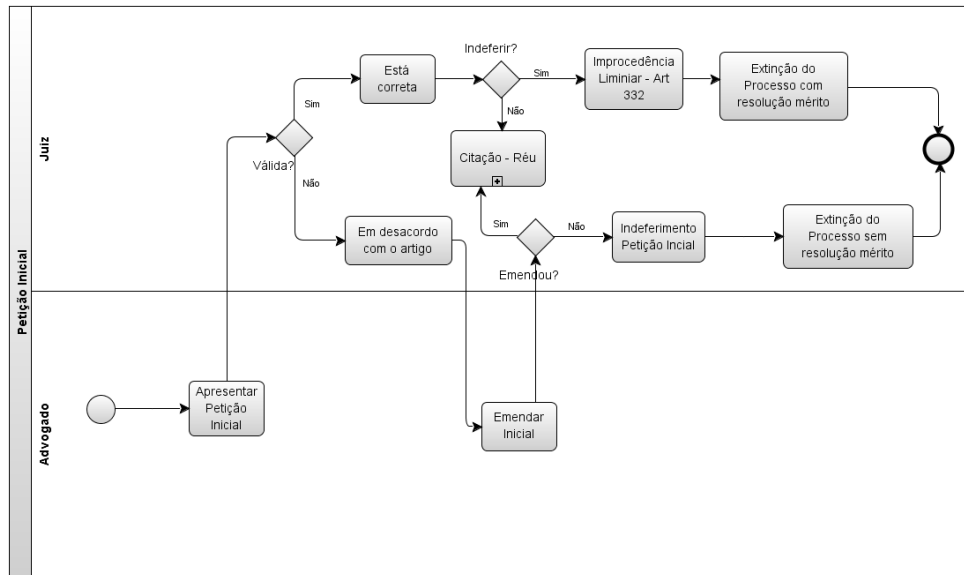 Petição Inicial
Juiz
Válida?
Sim
Não
Está
correta
Indeferir?
Sim
Não
Improcedência
Liminiar - Art
332
Extinção do
Processo com
resolução mérito
Citação - Réu
Em desacordo
com o artigo
Sim
Não
Emendou?
Indeferimento
Petição Incial
Extinção do
Processo sem
resolução mérito
Advogado
Apresentar
Petição
Inicial
Emendar
Inicial